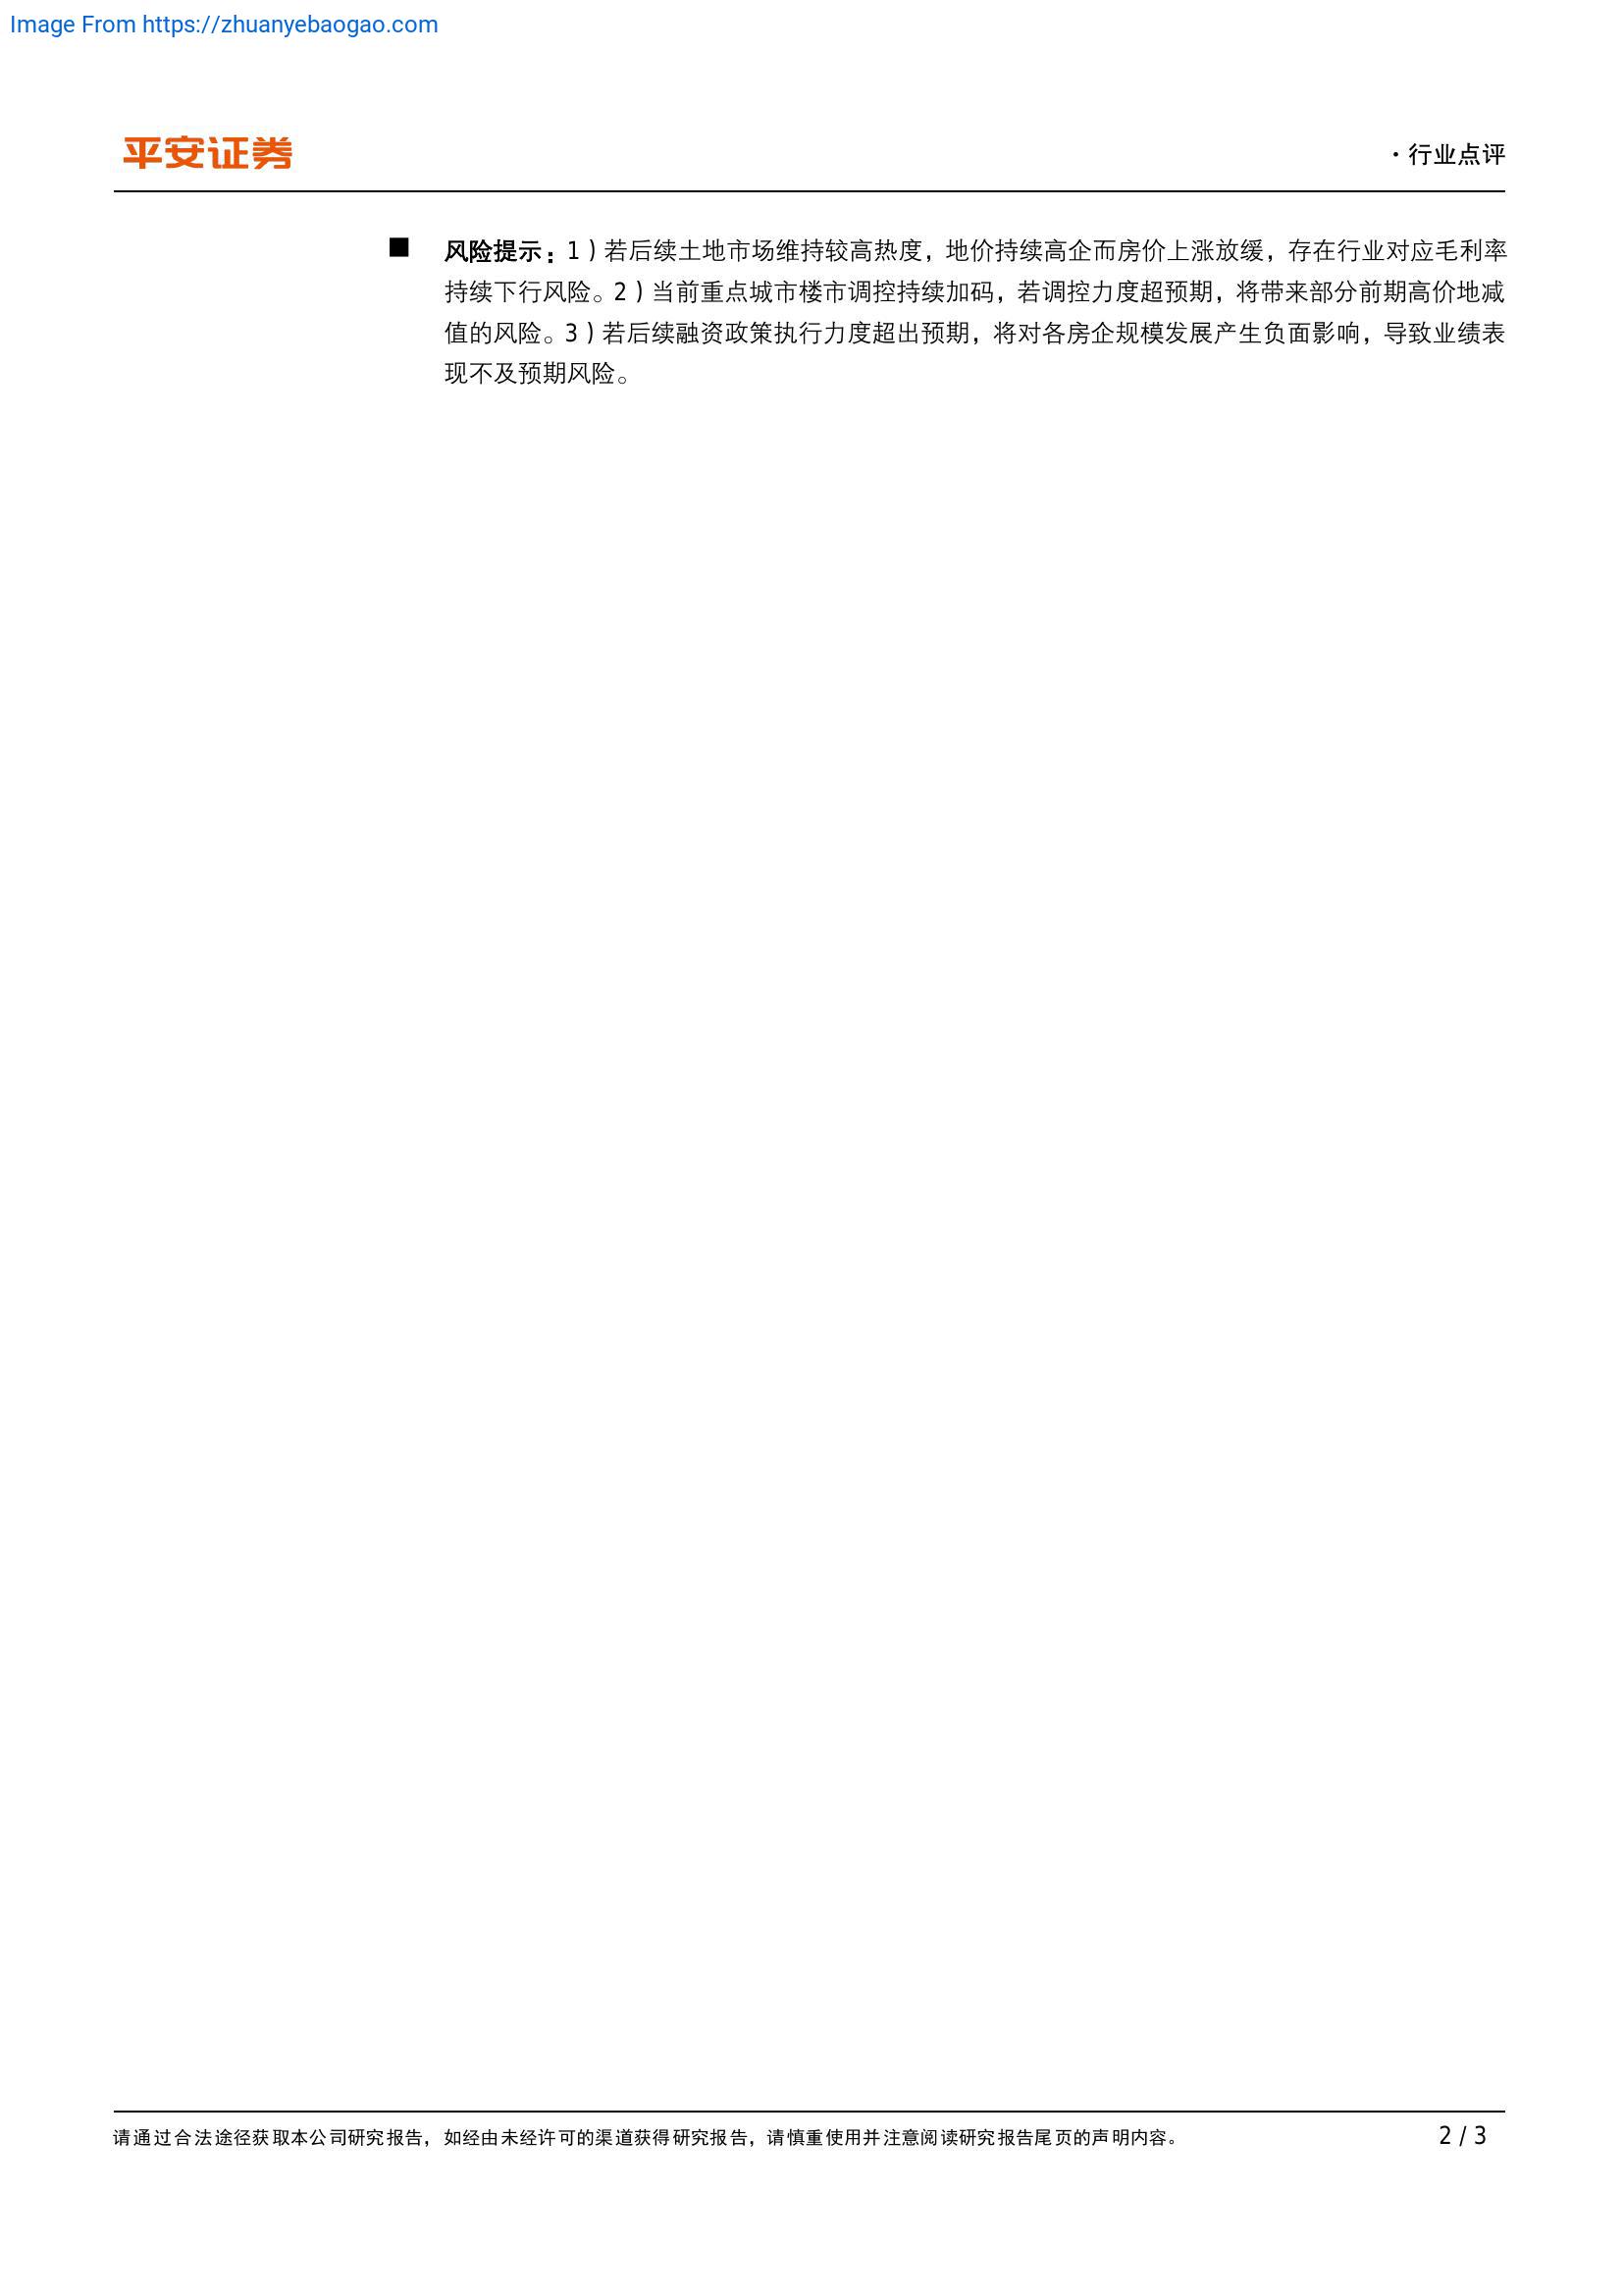 Image From https://zhuanyebaogao.com
平安证券
·行业点评
■ 风险提示：1）若后续土地市场维持较高热度，地价持续高企而房价上涨放缓，存在行业对应毛利率
持续下行风险。2）当前重点城市楼市调控持续加码，若调控力度超预期，将带来部分前期高价地减
值的风险。3）若后续融资政策执行力度超出预期，将对各房企规模发展产生负面影响，导致业绩表
现不及预期风险。
请通过合法途径获取本公司研究报告，如经由未经许可的渠道获得研究报告，请慎重使用并注意阅读研究报告尾页的声明内容。
2 / 3